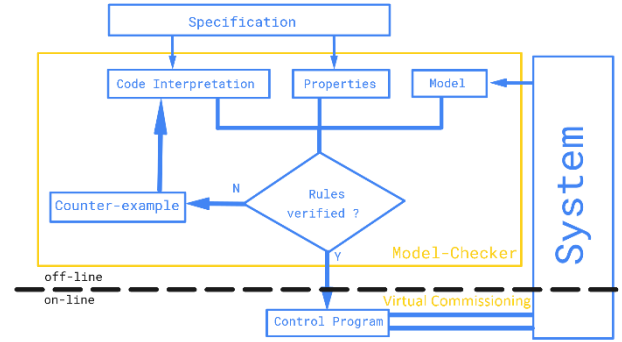 Specification
Code Interpretation
Properties
Model
System
N
Rules
verified ?
Counter-example
Y
Model-Checker
off-line
on-line
Virtual Commissioning
Control Program